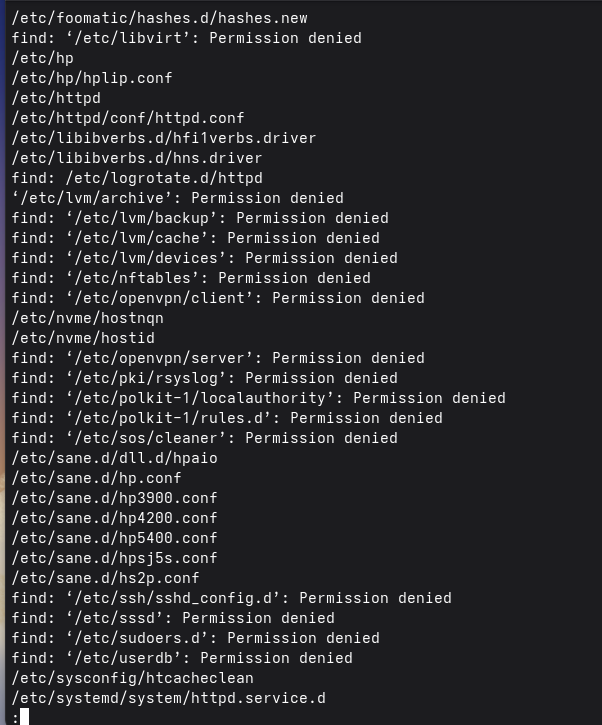 /etc/foomatic/hashes.d/hashes.new
find: ‘/etc/libvirt’: Permission denied
/etc/hp
/etc/hp/hplip.conf
/etc/httpd
/etc/httpd/conf/httpd.conf
/etc/libibverbs.d/hfi1verbs.driver
/etc/libibverbs.d/hns.driver
find: /etc/logrotate.d/httpd
‘/etc/lvm/archive’: Permission denied
find: ‘/etc/lvm/backup’: Permission denied
find: ‘/etc/lvm/cache’: Permission denied
find: ‘/etc/lvm/devices’: Permission denied
find: ‘/etc/nftables’: Permission denied
find: ‘/etc/openvpn/client’: Permission denied
/etc/nvme/hostnqn
/etc/nvme/hostid
find: ‘/etc/openvpn/server’: Permission denied
find: ‘/etc/pki/rsyslog’: Permission denied
find: ‘/etc/polkit-1/localauthority’: Permission denied
find: ‘/etc/polkit-1/rules.d’: Permission denied
find: ‘/etc/sos/cleaner’: Permission denied
/etc/sane.d/dll.d/hpaio
/etc/sane.d/hp.conf
/etc/sane.d/hp3900.conf
/etc/sane.d/hp4200.conf
/etc/sane.d/hp5400.conf
/etc/sane.d/hpsj5s.conf
/etc/sane.d/hs2p.conf
find: ‘/etc/ssh/sshd_config.d’: Permission denied
find: ‘/etc/sssd’: Permission denied
find: ‘/etc/sudoers.d’: Permission denied
find: ‘/etc/userdb’: Permission denied
/etc/sysconfig/htcacheclean
/etc/systemd/system/httpd.service.d
: